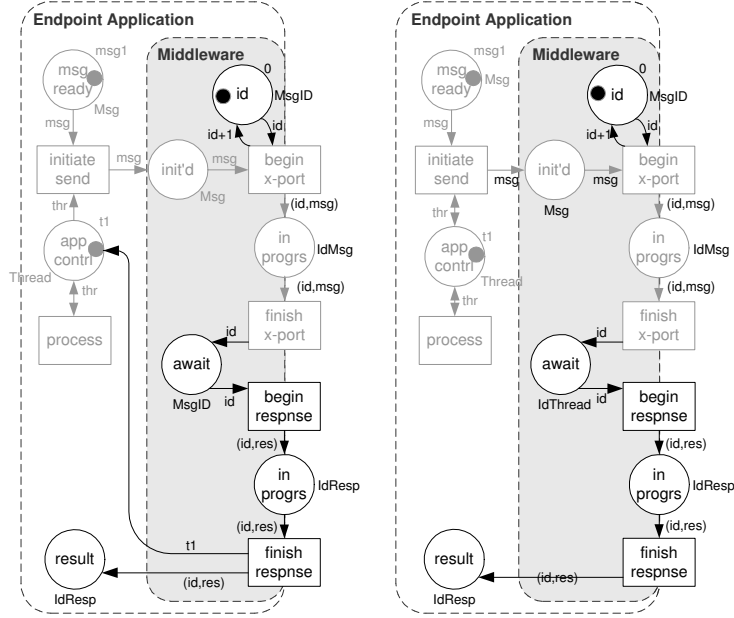 Endpoint Application
Middleware
msg1
msg
ready
Msg
msg
0
id
MsgID
id+1
id
initiate
send
msg
init'd
msg
Msg
begin
x-port
thr
t1
(id,msg)
app
contrl
Thread
in
progrs
IdMsg
thr
(id,msg)
process
finish
x-port
id
await
MsgID
id
begin
respnse
(id,res)
in
progrs
IdResp
(id,res)
t1
finish
respnse
result
(id,res)
IdResp
Endpoint Application
Middleware
msg1
msg
ready
Msg
msg
0
id
MsgID
id+1
id
initiate
send
msg
init'd
msg
Msg
begin
x-port
thr
t1
(id,msg)
app
contrl
Thread
in
progrs
IdMsg
thr
(id,msg)
process
finish
x-port
id
await
IdThread
id
begin
respnse
(id,res)
in
progrs
IdResp
(id,res)
finish
respnse
result
(id,res)
IdResp